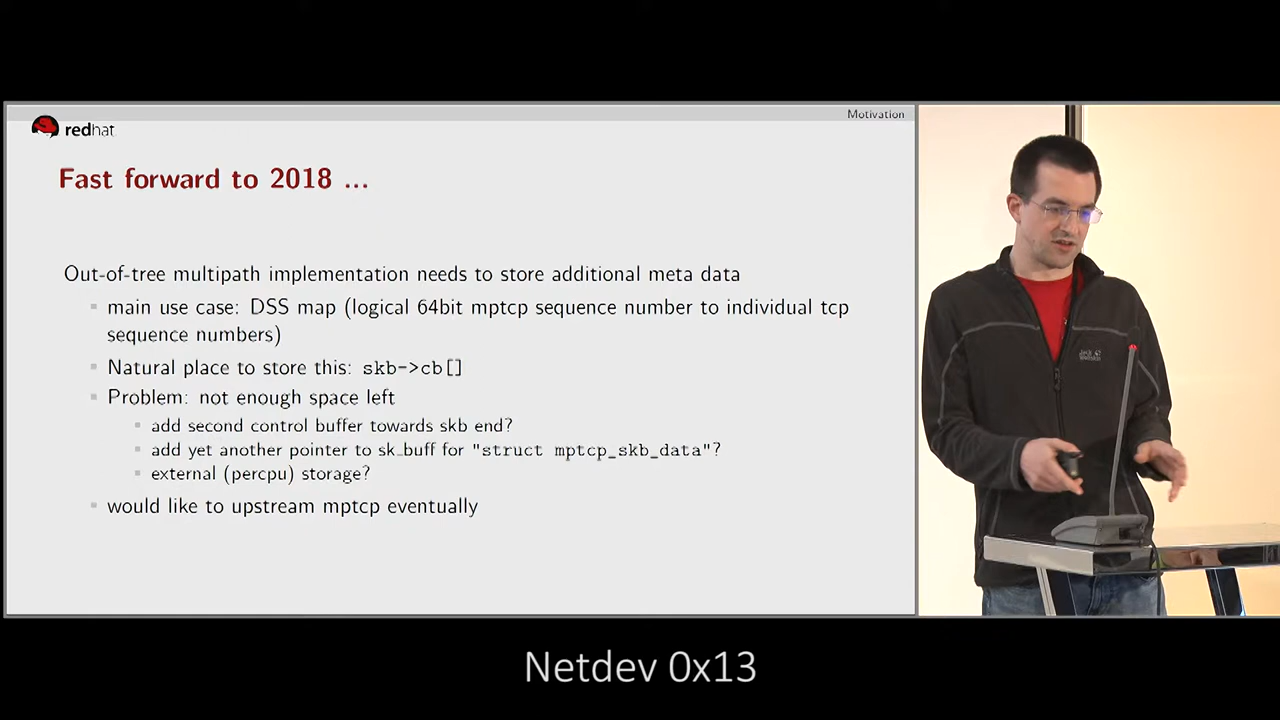 Motivation
redhat
Fast forward to 2018 ...
Out-of-tree multipath implementation needs to store additional meta data
main use case: DSS map (logical 64bit mptcp sequence number to individual tcp
sequence numbers)
Natural place to store this: skb->cb[]
Problem: not enough space left
add second control buffer towards skb end?
add yet another pointer to sk_buff for "struct mptcp_skb_data"?
external (percpu) storage?
would like to upstream mptcp eventually
Jack
Wolfskin
Netdev 0x13